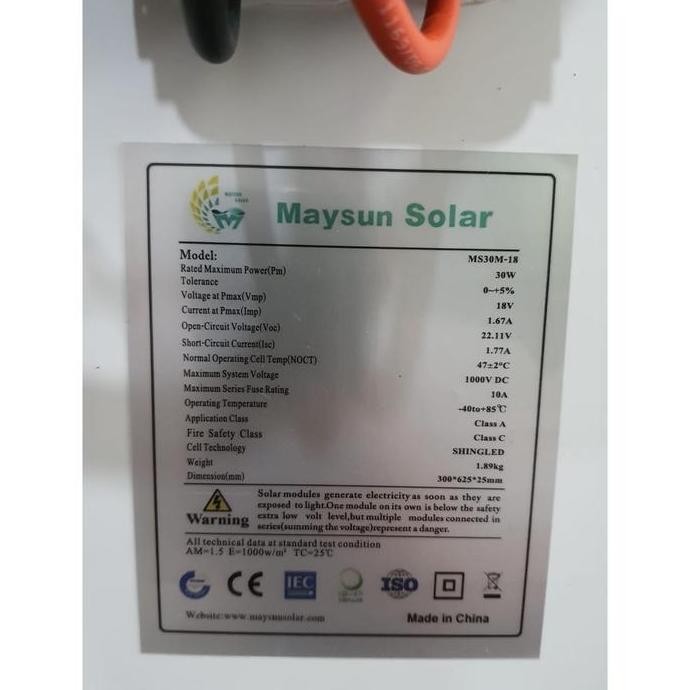 Maysun Solar
Model: MS30M-18
Rated Maximum Power(Pm) 30W
Tolerance 0~+5%
Voltage at Pmax(Vmp) 18V
Current at Pmax(Imp) 1.67A
Open-Circuit Voltage(Voc) 22.11V
Short-Circuit Current(Isc) 1.77A
Normal Operating Cell Temp(NOCT) 47±2°C
Maximum System Voltage 1000V DC
Maximum Series Fuse Rating 10A
Operating Temperature -40to+85℃
Application Class Class A
Fire Safety Class Class C
Cell Technology SHINGLED
Weight 1.89kg
Dimension(mm) 300*625*25mm
Warning
Solar modules generate electricity as soon as they are
exposed to light.One module on its own is below the safety
extra low volt level,but multiple modules connected in
series(summing the voltage)represent a danger.
All technical data at standard test condition
AM=1.5 E=1000w/m² TC=25℃
CE IEC ISO
Website:www.maysunsolar.com Made in China